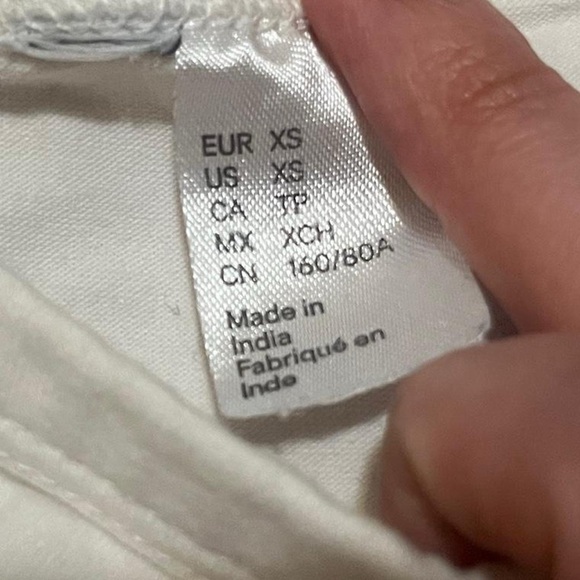 EUR XS
US XS
CA TP
MX XCH
CN 160/80A
Made in
India
Fabriqué en
Inde